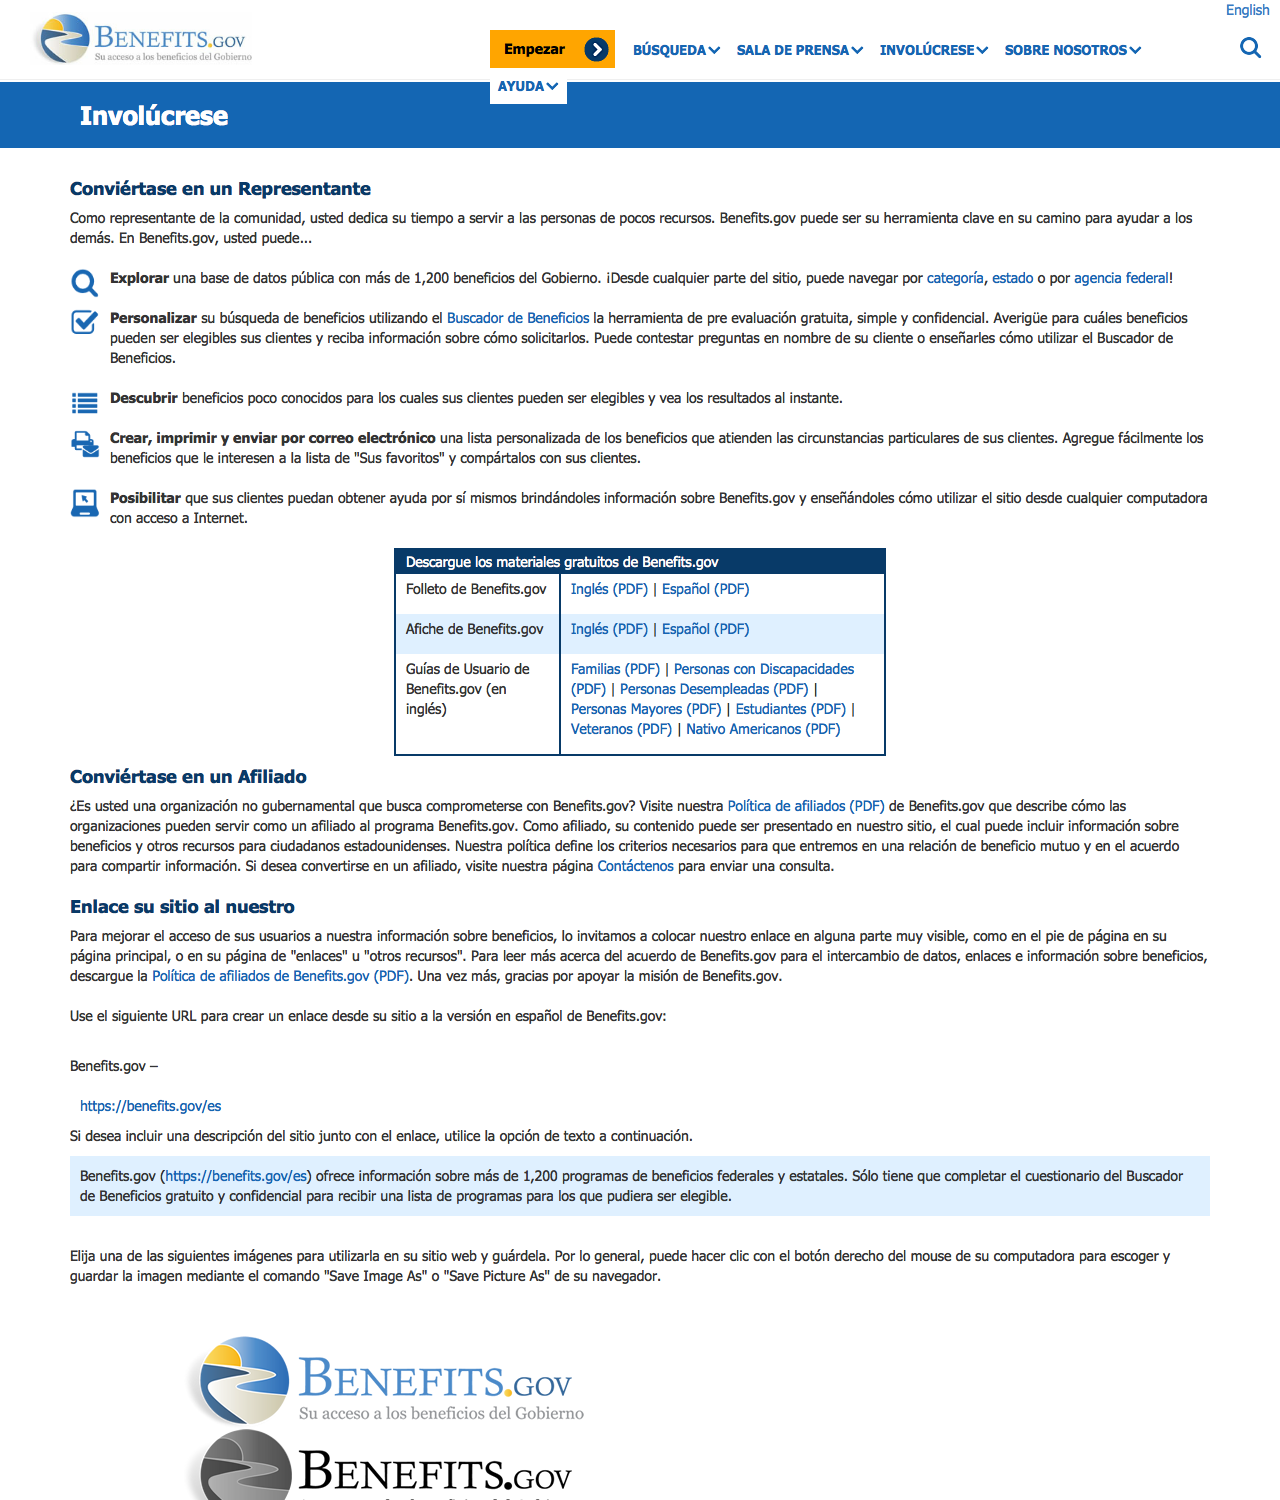 English
BENEFITS.GOV
Su acceso a los beneficios del Gobierno
Empezar
BÚSQUEDA
SALA DE PRENSA
INVOLÚCRESE
SOBRE NOSOTROS
AYUDA
Involúcrese
Conviértase en un Representante
Como representante de la comunidad, usted dedica su tiempo a servir a las personas de pocos recursos. Benefits.gov puede ser su herramienta clave en su camino para ayudar a los
demás. En Benefits.gov, usted puede...
Explorar una base de datos pública con más de 1,200 beneficios del Gobierno. ¡Desde cualquier parte del sitio, puede navegar por categoría, estado o por agencia federal!
Personalizar su búsqueda de beneficios utilizando el Buscador de Beneficios la herramienta de pre evaluación gratuita, simple y confidencial. Averigüe para cuáles beneficios
pueden ser elegibles sus clientes y reciba información sobre cómo solicitarlos. Puede contestar preguntas en nombre de su cliente o enseñarles cómo utilizar el Buscador de
Beneficios.
Descubrir beneficios poco conocidos para los cuales sus clientes pueden ser elegibles y vea los resultados al instante.
Crear, imprimir y enviar por correo electrónico una lista personalizada de los beneficios que atienden las circunstancias particulares de sus clientes. Agregue fácilmente los
beneficios que le interesen a la lista de "Sus favoritos" y compártalos con sus clientes.
Posibilitar que sus clientes puedan obtener ayuda por sí mismos brindándoles información sobre Benefits.gov y enseñándoles cómo utilizar el sitio desde cualquier computadora
con acceso a Internet.
Descargue los materiales gratuitos de Benefits.gov
Folleto de Benefits.gov
Inglés (PDF) | Español (PDF)
Afiche de Benefits.gov
Inglés (PDF) | Español (PDF)
Guías de Usuario de
Benefits.gov (en
inglés)
Familias (PDF) | Personas con Discapacidades
(PDF) | Personas Desempleadas (PDF) |
Personas Mayores (PDF) | Estudiantes (PDF) |
Veteranos (PDF) | Nativo Americanos (PDF)
Conviértase en un Afiliado
¿Es usted una organización no gubernamental que busca comprometerse con Benefits.gov? Visite nuestra Política de afiliados (PDF) de Benefits.gov que describe cómo las
organizaciones pueden servir como un afiliado al programa Benefits.gov. Como afiliado, su contenido puede ser presentado en nuestro sitio, el cual puede incluir información sobre
beneficios y otros recursos para ciudadanos estadounidenses. Nuestra política define los criterios necesarios para que entremos en una relación de beneficio mutuo y en el acuerdo
para compartir información. Si desea convertirse en un afiliado, visite nuestra página Contáctenos para enviar una consulta.
Enlace su sitio al nuestro
Para mejorar el acceso de sus usuarios a nuestra información sobre beneficios, lo invitamos a colocar nuestro enlace en alguna parte muy visible, como en el pie de página en su
página principal, o en su página de "enlaces" u "otros recursos". Para leer más acerca del acuerdo de Benefits.gov para el intercambio de datos, enlaces e información sobre beneficios,
descargue la Política de afiliados de Benefits.gov (PDF). Una vez más, gracias por apoyar la misión de Benefits.gov.
Use el siguiente URL para crear un enlace desde su sitio a la versión en español de Benefits.gov:
Benefits.gov –
https://benefits.gov/es
Si desea incluir una descripción del sitio junto con el enlace, utilice la opción de texto a continuación.
Benefits.gov (https://benefits.gov/es) ofrece información sobre más de 1,200 programas de beneficios federales y estatales. Sólo tiene que completar el cuestionario del Buscador
de Beneficios gratuito y confidencial para recibir una lista de programas para los que pudiera ser elegible.
Elija una de las siguientes imágenes para utilizarla en su sitio web y guárdela. Por lo general, puede hacer clic con el botón derecho del mouse de su computadora para escoger y
guardar la imagen mediante el comando "Save Image As" o "Save Picture As" de su navegador.
BENEFITS.GOV
Su acceso a los beneficios del Gobierno
BENEFITS.GOV